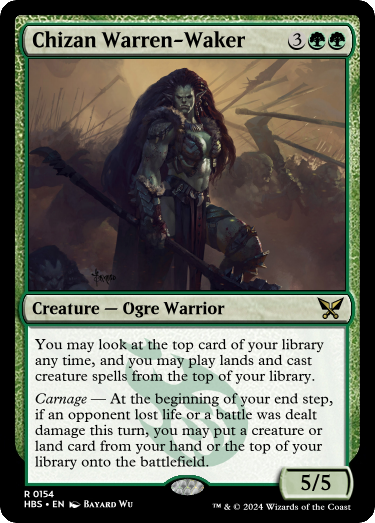 Chizan Warren-Waker 3
Creature — Ogre Warrior
You may look at the top card of your library
any time, and you may play lands and cast
creature spells from the top of your library.
Carnage — At the beginning of your end step,
if an opponent lost life or a battle was dealt
damage this turn, you may put a creature or
land card from your hand or the top of your
library onto the battlefield.
5/5
R 0154
HBS • EN Bayard Wu
™ & © 2024 Wizards of the Coast